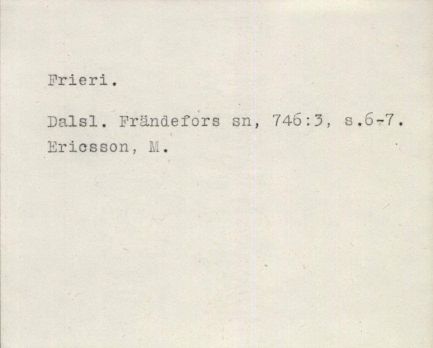 Frieri.
Dalsl. Frändefors sn, 746:3, s.6-7.
Ericsson, M.